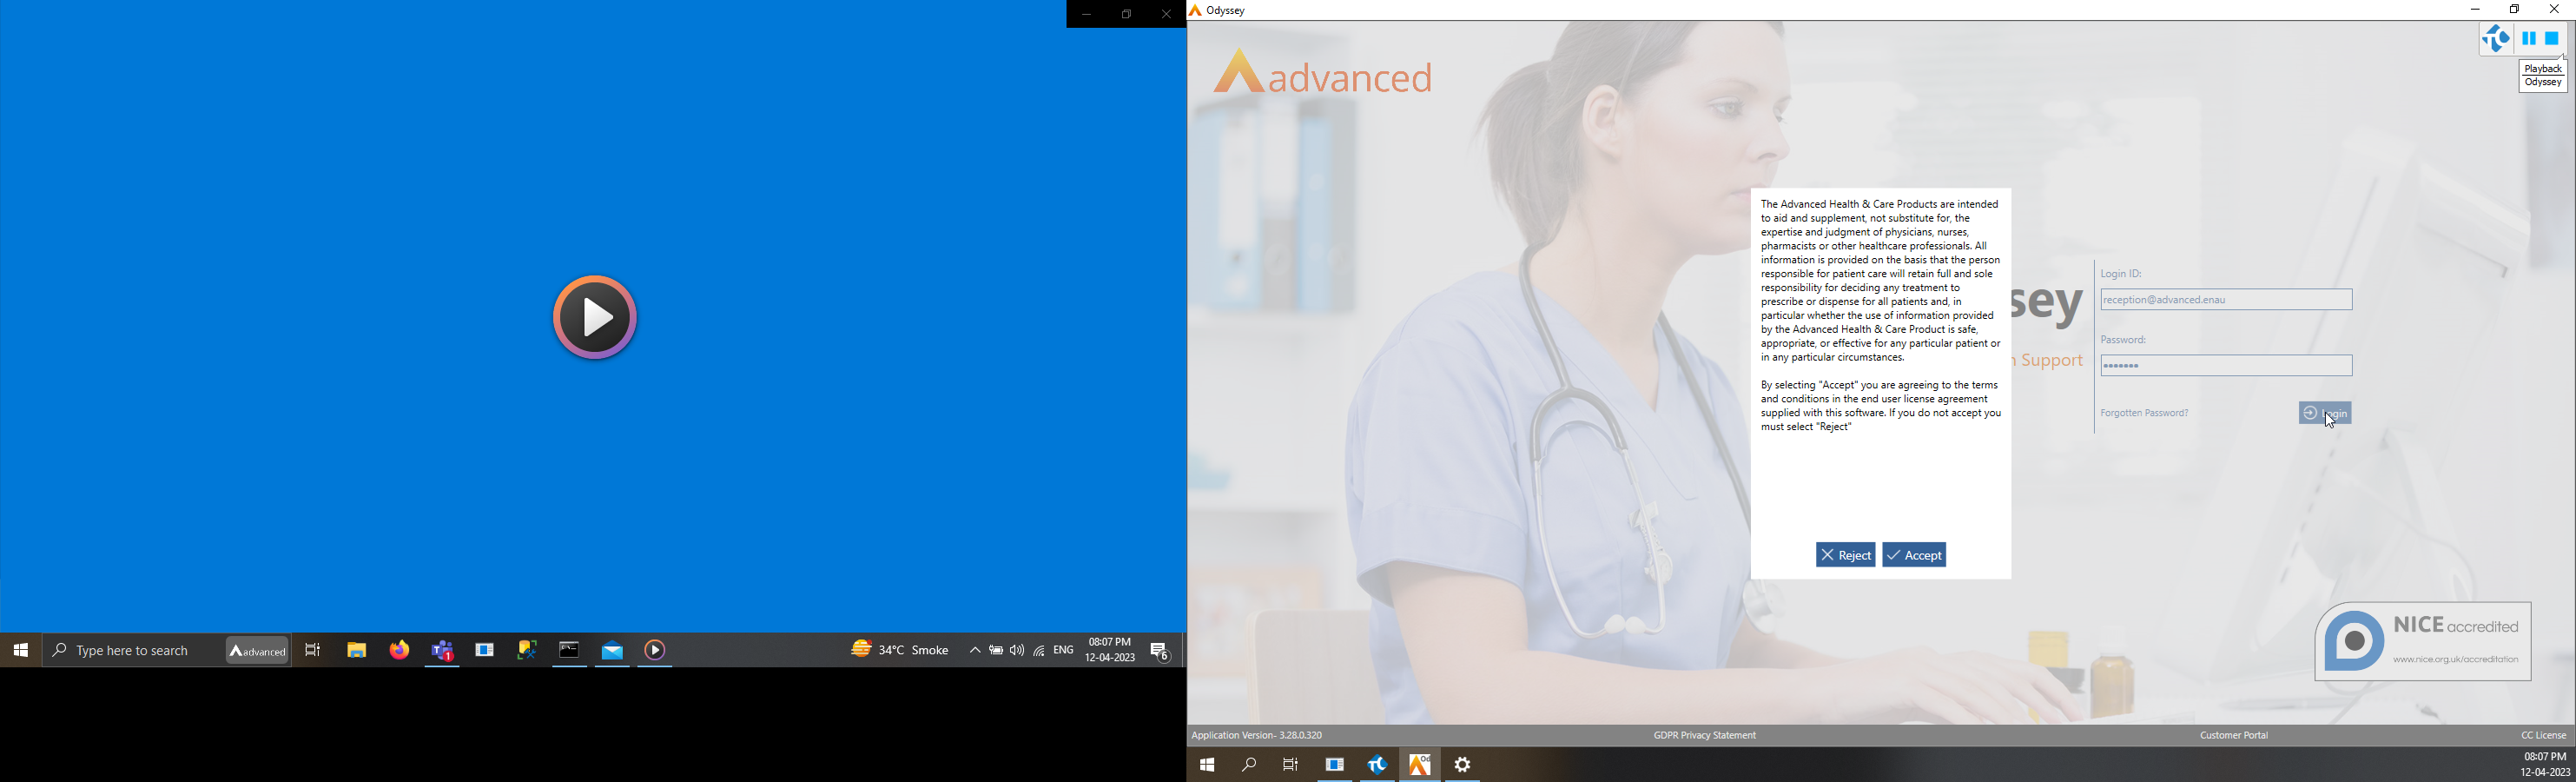 Odyssey
advanced
Playback
Odyssey
The Advanced Health & Care Products are intended
to aid and supplement, not substitute for, the
expertise and judgment of physicians, nurses,
pharmacists or other healthcare professionals. All
information is provided on the basis that the person
responsible for patient care will retain full and sole
responsibility for deciding any treatment to
prescribe or dispense for all patients and, in
particular whether the use of information provided
by the Advanced Health & Care Product is safe,
appropriate, or effective for any particular patient or
in any particular circumstances.
By selecting "Accept" you are agreeing to the terms
and conditions in the end user license agreement
supplied with this software. If you do not accept you
must select "Reject"
Reject
Accept
sey
Support
Login ID:
reception@advanced.enau
Password:
Forgotten Password?
Login
NICE accredited
www.nice.org.uk/accreditation
Application Version- 3.28.0.320
GDPR Privacy Statement
Customer Portal
CC License
Type here to search
advanced
1
34°C Smoke
ENG
08:07 PM
12-04-2023
6
08:07 PM
12-04-2023